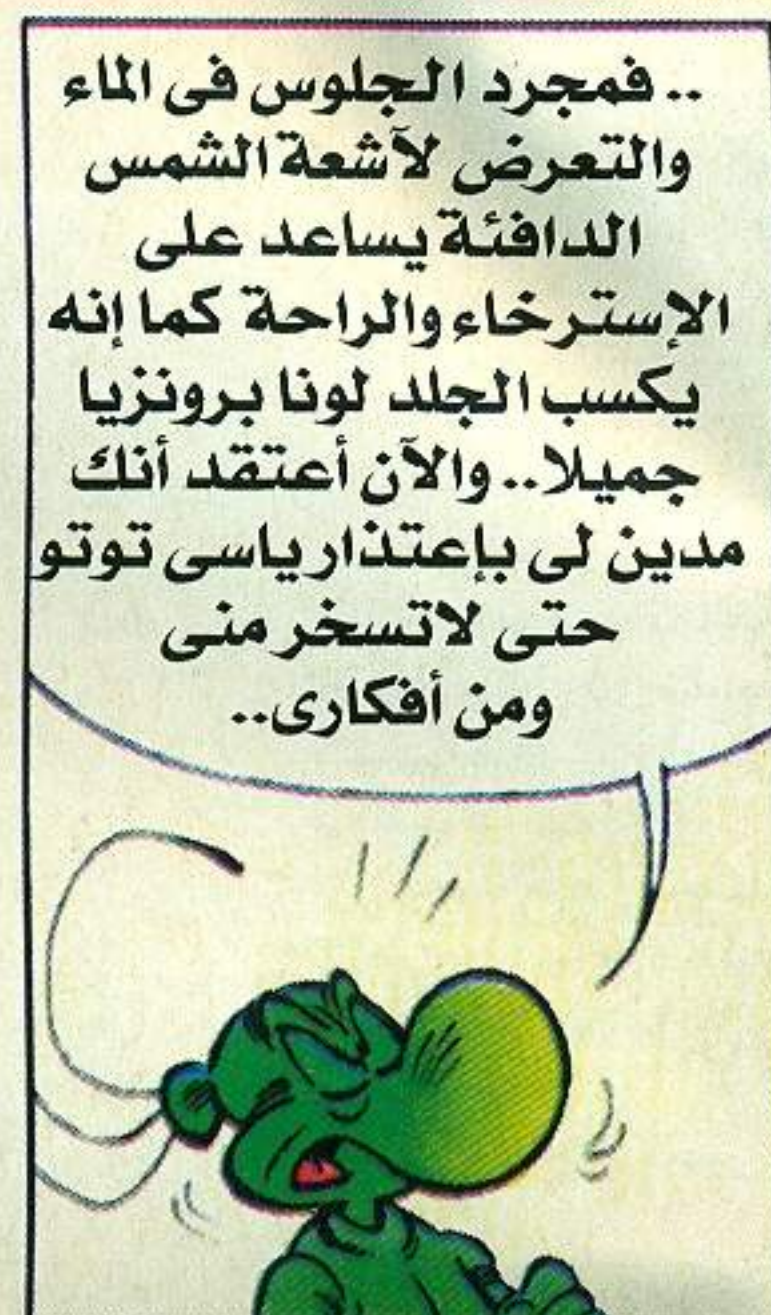 .. فمجرد الجلوس فى الماء
والتعرض لآشعة الشمس
الدافئة يساعد على
الإسترخاء والراحة كما إنه
يكسب الجلد لونا برونزيا
جميلا.. والآن أعتقد أنك
مدين لى بإعتذار ياسى توتو
حتى لاتسخر منى
ومن أفكارى..